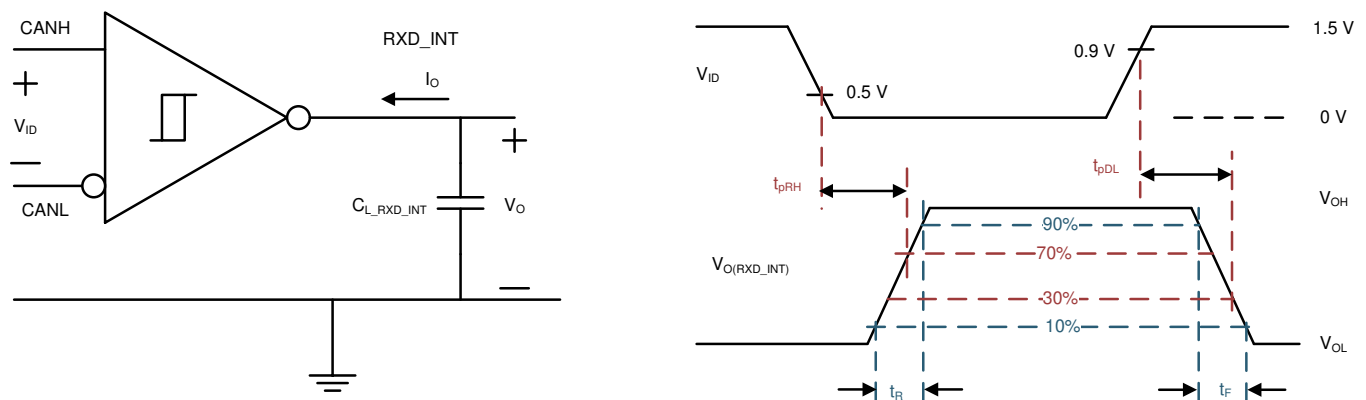 CANH
RXD_INT
I_O
+
V_ID
−
CANL
C_L_RXD_INT
+
V_O
−
V_ID
0.5 V
0.9 V
1.5 V
0 V
t_pRH
t_pDL
V_OH
90%
70%
V_O(RXD_INT)
30%
10%
V_OL
t_R
t_F